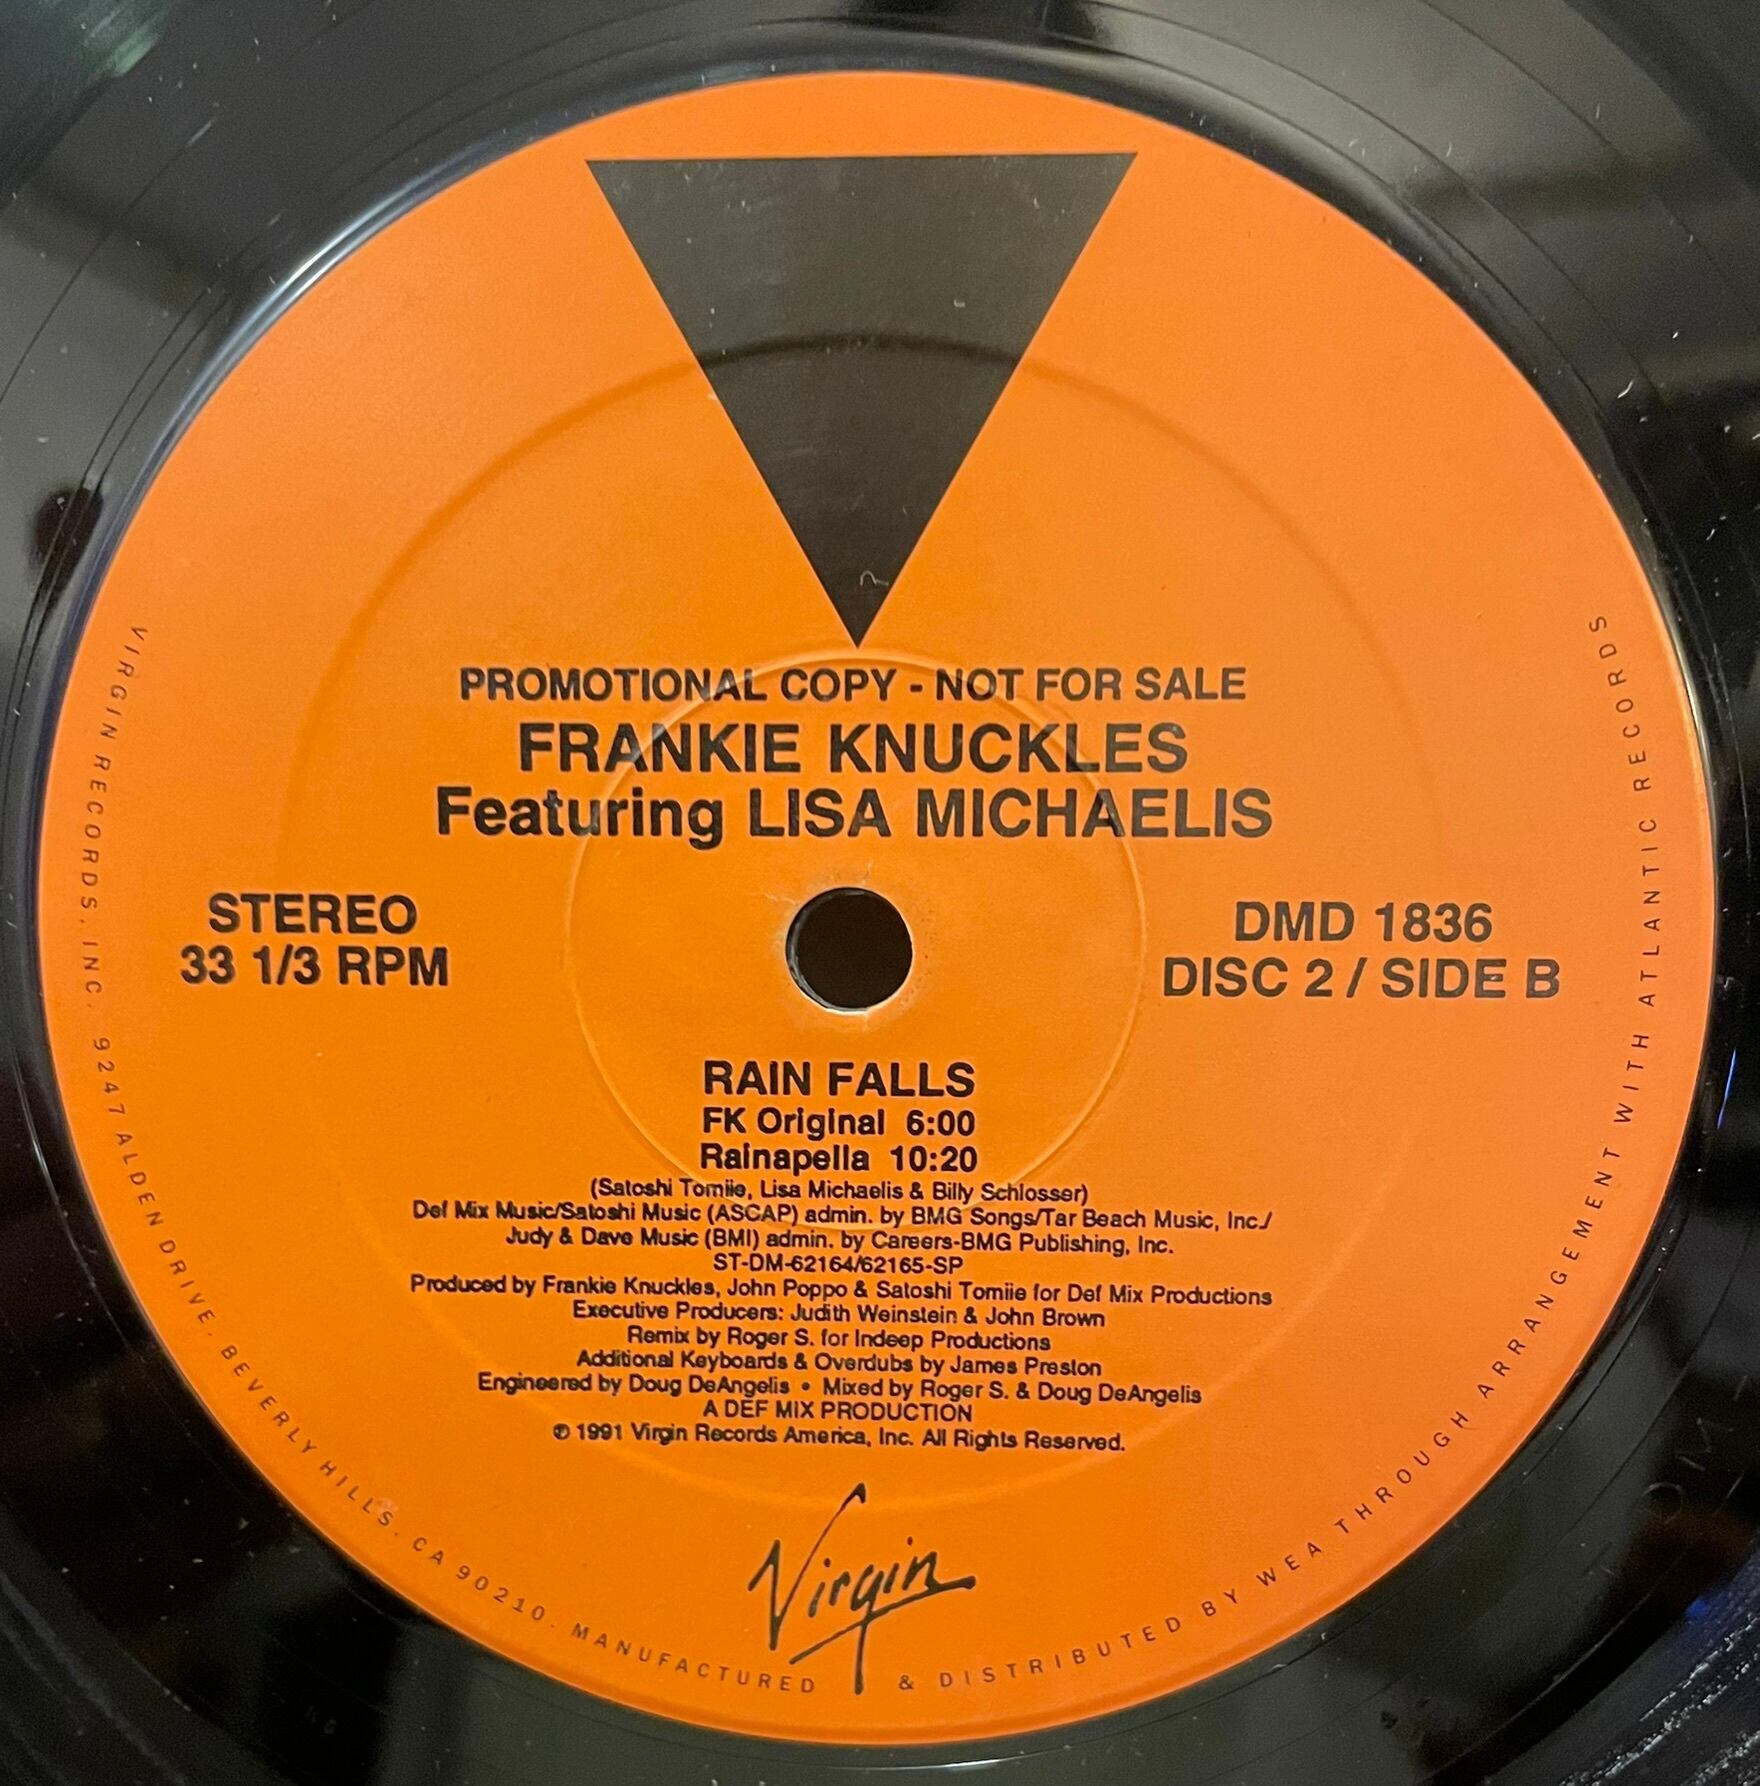 PROMOTIONAL COPY - NOT FOR SALE
FRANKIE KNUCKLES
Featuring LISA MICHAELIS
STEREO
33 1/3 RPM
DMD 1836
DISC 2 / SIDE B
RAIN FALLS
FK Original 6:00
Rainapella 10:20
(Satoshi Tomiie, Lisa Michaelis & Billy Schlosser)
Def Mix Music/Satoshi Music (ASCAP) admin. by BMG Songs/Tar Beach Music, Inc./
Judy & Dave Music (BMI) admin. by Careers-BMG Publishing, Inc.
ST-DM-62164/62165-SP
Produced by Frankie Knuckles, John Poppo & Satoshi Tomiie for Def Mix Productions
Executive Producers: Judith Weinstein & John Brown
Remix by Roger S. for Indeep Productions
Additional Keyboards & Overdubs by James Preston
Engineered by Doug DeAngelis • Mixed by Roger S. & Doug DeAngelis
A DEF MIX PRODUCTION
℗ 1991 Virgin Records America, Inc. All Rights Reserved.
Virgin
VIRGIN RECORDS, INC. 9247 ALDEN DRIVE, BEVERLY HILLS, CA 90210. MANUFACTURED & DISTRIBUTED BY WEA THROUGH ARRANGEMENT WITH ATLANTIC RECORDS